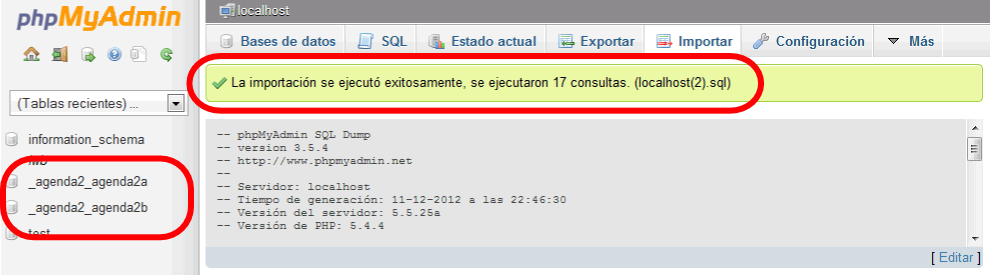 phpMyAdmin
(Tablas recientes) ...
information_schema
_agenda2_agenda2a
_agenda2_agenda2b
test
localhost
Bases de datos SQL Estado actual Exportar Importar Configuración Más
La importación se ejecutó exitosamente, se ejecutaron 17 consultas. (localhost(2).sql)
-- phpMyAdmin SQL Dump
-- version 3.5.4
-- http://www.phpmyadmin.net
--
-- Servidor: localhost
-- Tiempo de generación: 11-12-2012 a las 22:46:30
-- Versión del servidor: 5.5.25a
-- Versión de PHP: 5.4.4
[ Editar ]